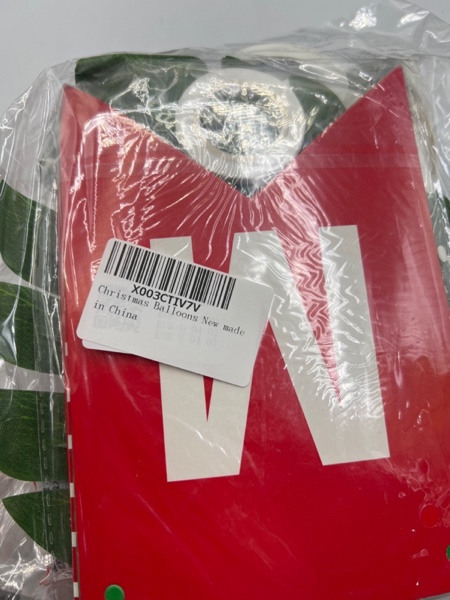 X003CTIV7V
Christmas Balloons New made
in China
W